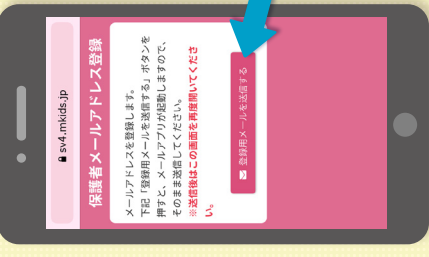 sv4.mkids.jp
保護者メールアドレス登録
メールアドレスを登録します。
下記「登録用メールを送信する」ボタンを
押すと、メールアプリが起動しますので、
そのまま送信してください。
※送信後はこの画面を再度開いてくださ
い。
登録用メールを送信する